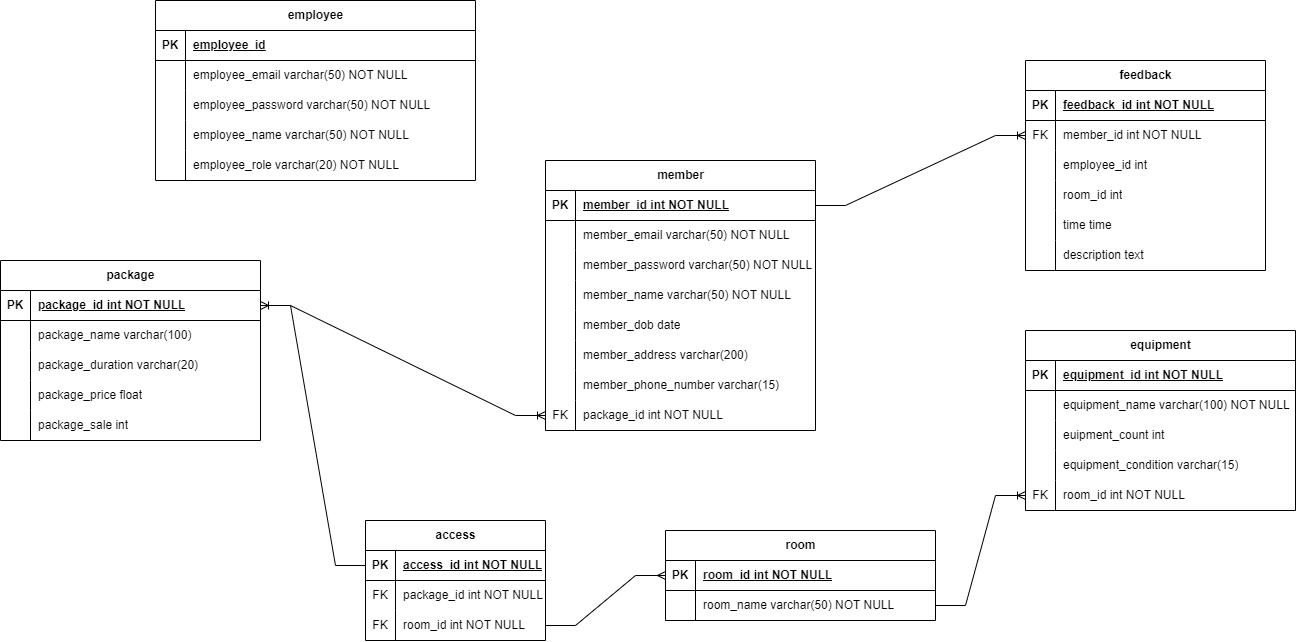 employee
PK employee_id
employee_email varchar(50) NOT NULL
employee_password varchar(50) NOT NULL
employee_name varchar(50) NOT NULL
employee_role varchar(20) NOT NULL
feedback
PK feedback_id int NOT NULL
FK member_id int NOT NULL
employee_id int
room_id int
time time
description text
member
PK member_id int NOT NULL
member_email varchar(50) NOT NULL
member_password varchar(50) NOT NULL
member_name varchar(50) NOT NULL
member_dob date
member_address varchar(200)
member_phone_number varchar(15)
FK package_id int NOT NULL
package
PK package_id int NOT NULL
package_name varchar(100)
package_duration varchar(20)
package_price float
package_sale int
equipment
PK equipment_id int NOT NULL
equipment_name varchar(100) NOT NULL
euipment_count int
equipment_condition varchar(15)
FK room_id int NOT NULL
access
PK access_id int NOT NULL
FK package_id int NOT NULL
FK room_id int NOT NULL
room
PK room_id int NOT NULL
room_name varchar(50) NOT NULL